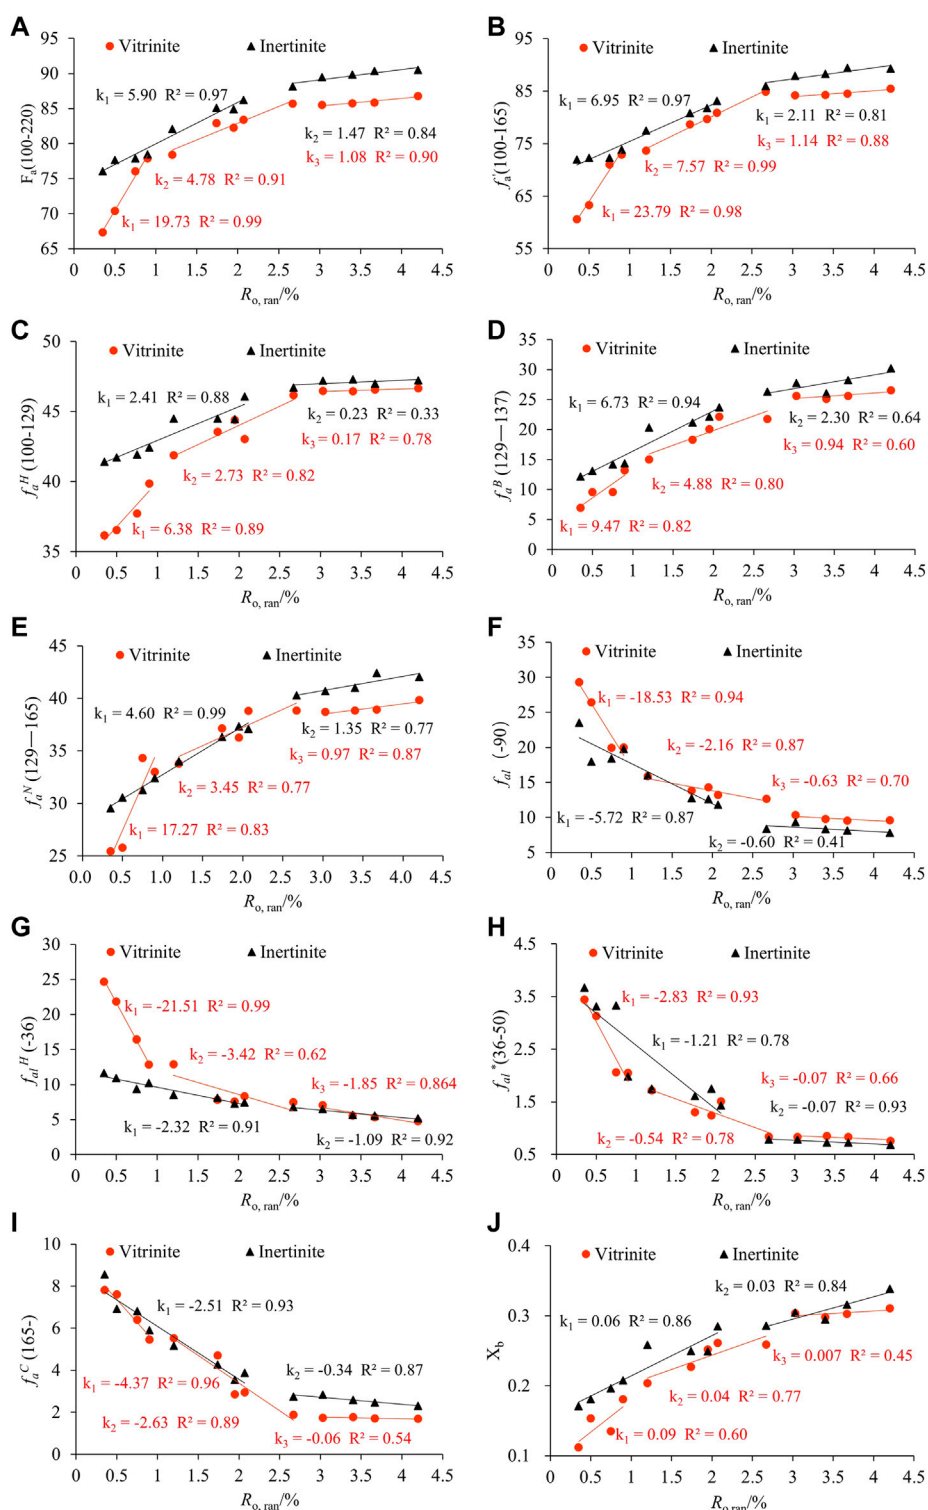 A
Vitrinite Inertinite
95
90
85
80
75
70
65
k1 = 5.90 R² = 0.97
k2 = 1.47 R² = 0.84
k3 = 1.08 R² = 0.90
k2 = 4.78 R² = 0.91
k1 = 19.73 R² = 0.99
Fa(100-220)
0 0.5 1 1.5 2 2.5 3 3.5 4 4.5
Ro, ran/%
B
Vitrinite Inertinite
95
85
75
65
55
k1 = 6.95 R² = 0.97
k1 = 2.11 R² = 0.81
k3 = 1.14 R² = 0.88
k2 = 7.57 R² = 0.99
k1 = 23.79 R² = 0.98
fa'(100-165)
0 0.5 1 1.5 2 2.5 3 3.5 4 4.5
Ro, ran/%
C
Vitrinite Inertinite
50
45
40
35
k1 = 2.41 R² = 0.88
k2 = 0.23 R² = 0.33
k3 = 0.17 R² = 0.78
k2 = 2.73 R² = 0.82
k1 = 6.38 R² = 0.89
faH (100-129)
0 0.5 1 1.5 2 2.5 3 3.5 4 4.5
Ro, ran/%
D
Vitrinite Inertinite
35
30
25
20
15
10
5
0
k1 = 6.73 R² = 0.94
k2 = 2.30 R² = 0.64
k3 = 0.94 R² = 0.60
k2 = 4.88 R² = 0.80
k1 = 9.47 R² = 0.82
faB (129—137)
0 0.5 1 1.5 2 2.5 3 3.5 4 4.5
Ro, ran/%
E
Vitrinite Inertinite
45
40
35
30
25
k1 = 4.60 R² = 0.99
k2 = 1.35 R² = 0.77
k3 = 0.97 R² = 0.87
k2 = 3.45 R² = 0.77
k1 = 17.27 R² = 0.83
faN (129—165)
0.0 0.5 1.0 1.5 2.0 2.5 3.0 3.5 4.0 4.5
Ro, ran/%
F
Vitrinite Inertinite
35
30
25
20
15
10
5
0
k1 = -18.53 R² = 0.94
k2 = -2.16 R² = 0.87
k3 = -0.63 R² = 0.70
k1 = -5.72 R² = 0.87
k2 = -0.60 R² = 0.41
fal (-90)
0 0.5 1 1.5 2 2.5 3 3.5 4 4.5
Ro, ran/%
G
Vitrinite Inertinite
30
25
20
15
10
5
0
k1 = -21.51 R² = 0.99
k2 = -3.42 R² = 0.62
k3 = -1.85 R² = 0.864
k1 = -2.32 R² = 0.91
k2 = -1.09 R² = 0.92
falH (-36)
0 0.5 1 1.5 2 2.5 3 3.5 4 4.5
Ro, ran/%
H
Vitrinite Inertinite
4.5
3.5
2.5
1.5
0.5
k1 = -2.83 R² = 0.93
k1 = -1.21 R² = 0.78
k3 = -0.07 R² = 0.66
k2 = -0.07 R² = 0.93
k2 = -0.54 R² = 0.78
fal*(36-50)
0 0.5 1 1.5 2 2.5 3 3.5 4 4.5
Ro, ran/%
I
Vitrinite Inertinite
10
8
6
4
2
0
k1 = -2.51 R² = 0.93
k2 = -0.34 R² = 0.87
k1 = -4.37 R² = 0.96
k2 = -2.63 R² = 0.89
k3 = -0.06 R² = 0.54
faC (165-)
0 0.5 1 1.5 2 2.5 3 3.5 4 4.5
Ro, ran/%
J
Vitrinite Inertinite
0.4
0.3
0.2
0.1
k2 = 0.03 R² = 0.84
k1 = 0.06 R² = 0.86
k3 = 0.007 R² = 0.45
k2 = 0.04 R² = 0.77
k1 = 0.09 R² = 0.60
Xb
0 0.5 1 1.5 2 2.5 3 3.5 4 4.5
Ro,ran/%